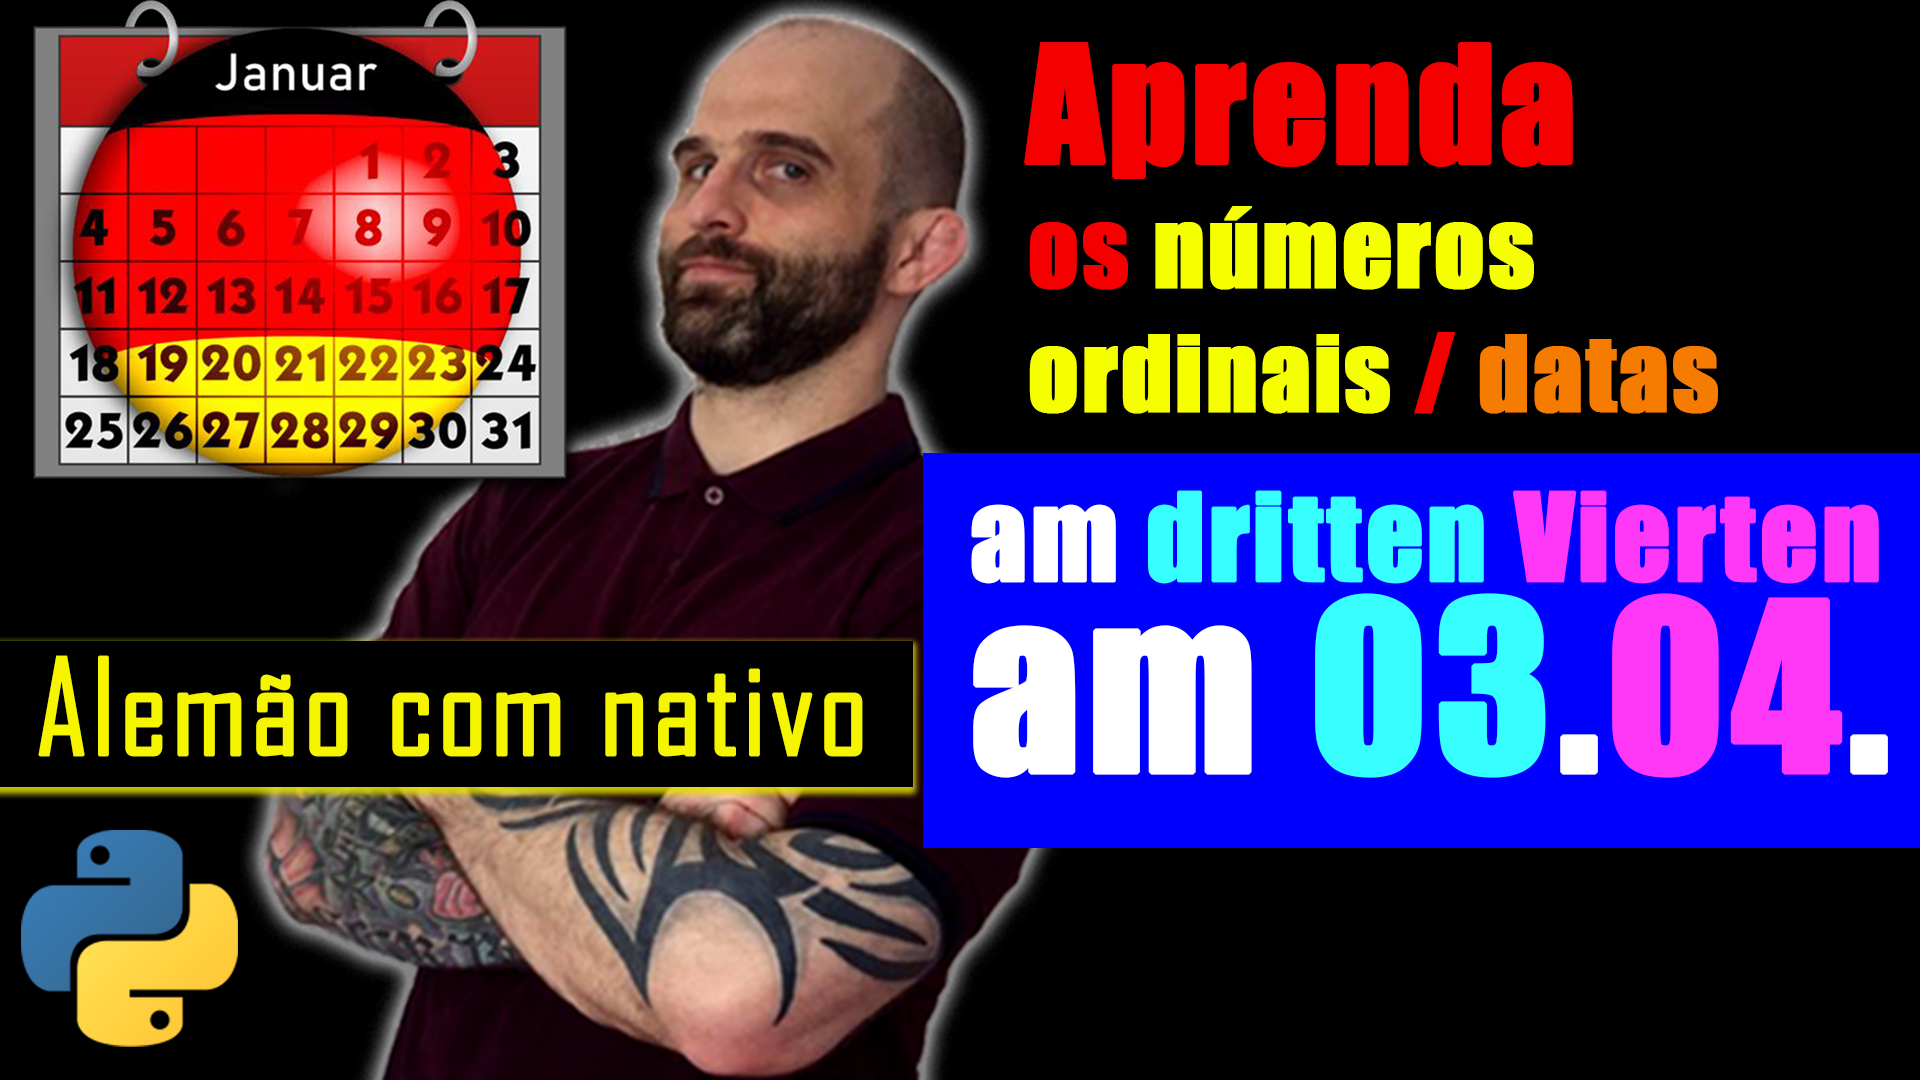 Januar
1 2 3
4 5 6 7 8 9 10
11 12 13 14 15 16 17
18 19 20 21 22 23 24
25 26 27 28 29 30 31
Aprenda
os números
ordinais / datas
am dritten Vierten
am 03.04.
Alemão com nativo